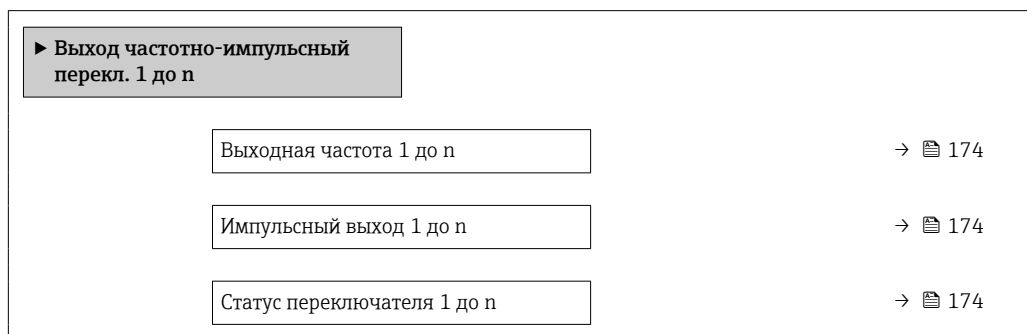 ► Выход частотно-импульсный
перекл. 1 до n
Выходная частота 1 до n → 174
Импульсный выход 1 до n → 174
Статус переключателя 1 до n → 174